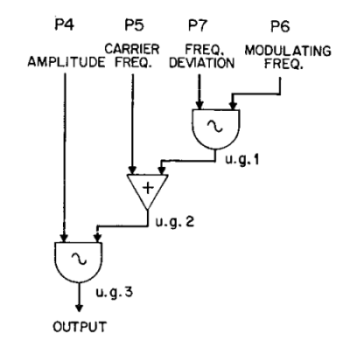 P4 P5 P7 P6
AMPLITUDE
CARRIER
FREQ.
FREQ.
DEVIATION
MODULATING
FREQ.
~
u.g.1
+
u.g.2
~
u.g.3
OUTPUT